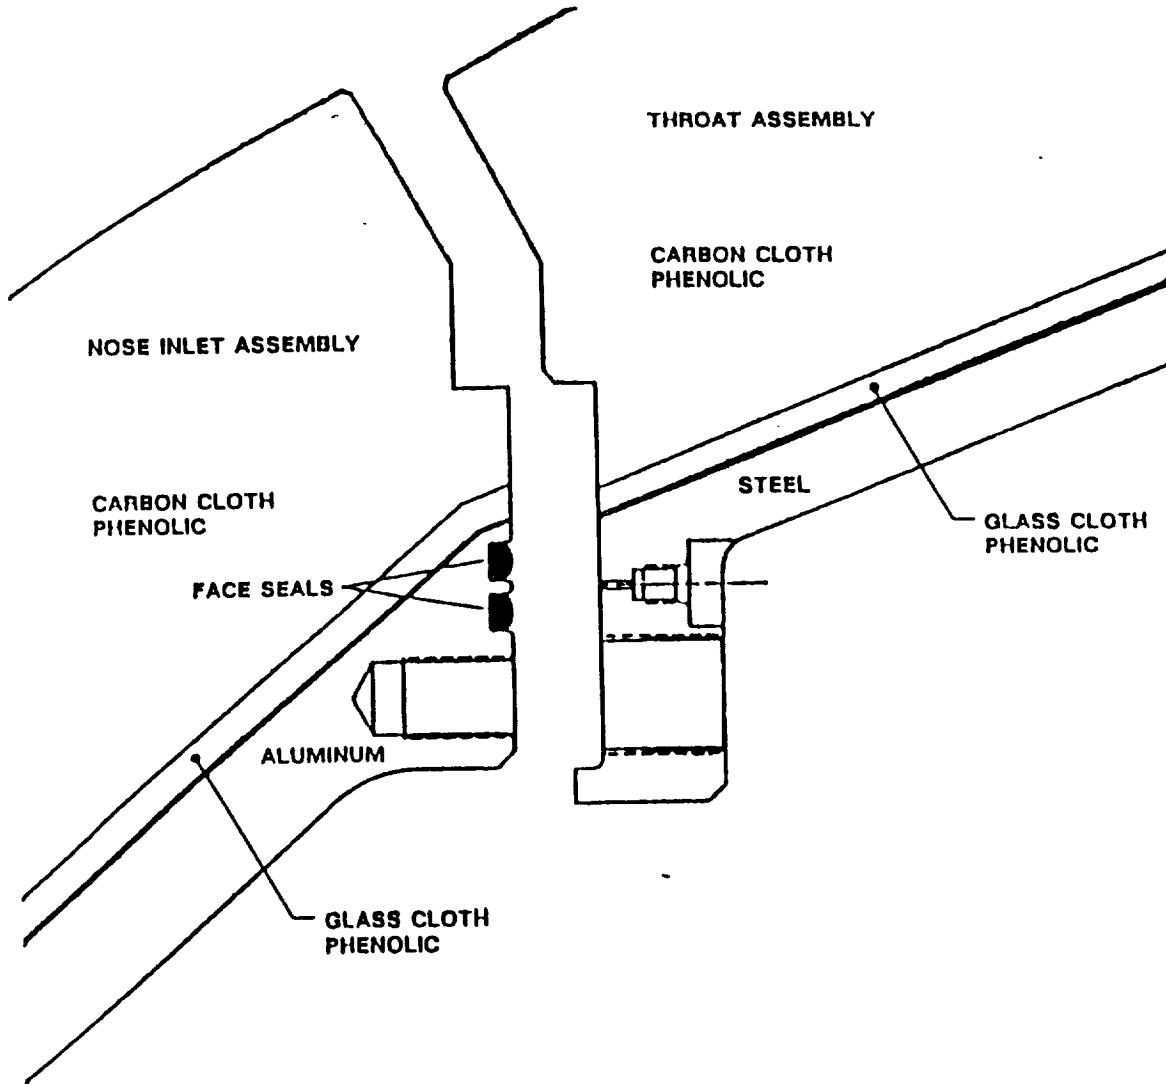 THROAT ASSEMBLY
CARBON CLOTH
PHENOLIC
NOSE INLET ASSEMBLY
CARBON CLOTH
PHENOLIC
STEEL
GLASS CLOTH
PHENOLIC
FACE SEALS
ALUMINUM
GLASS CLOTH
PHENOLIC